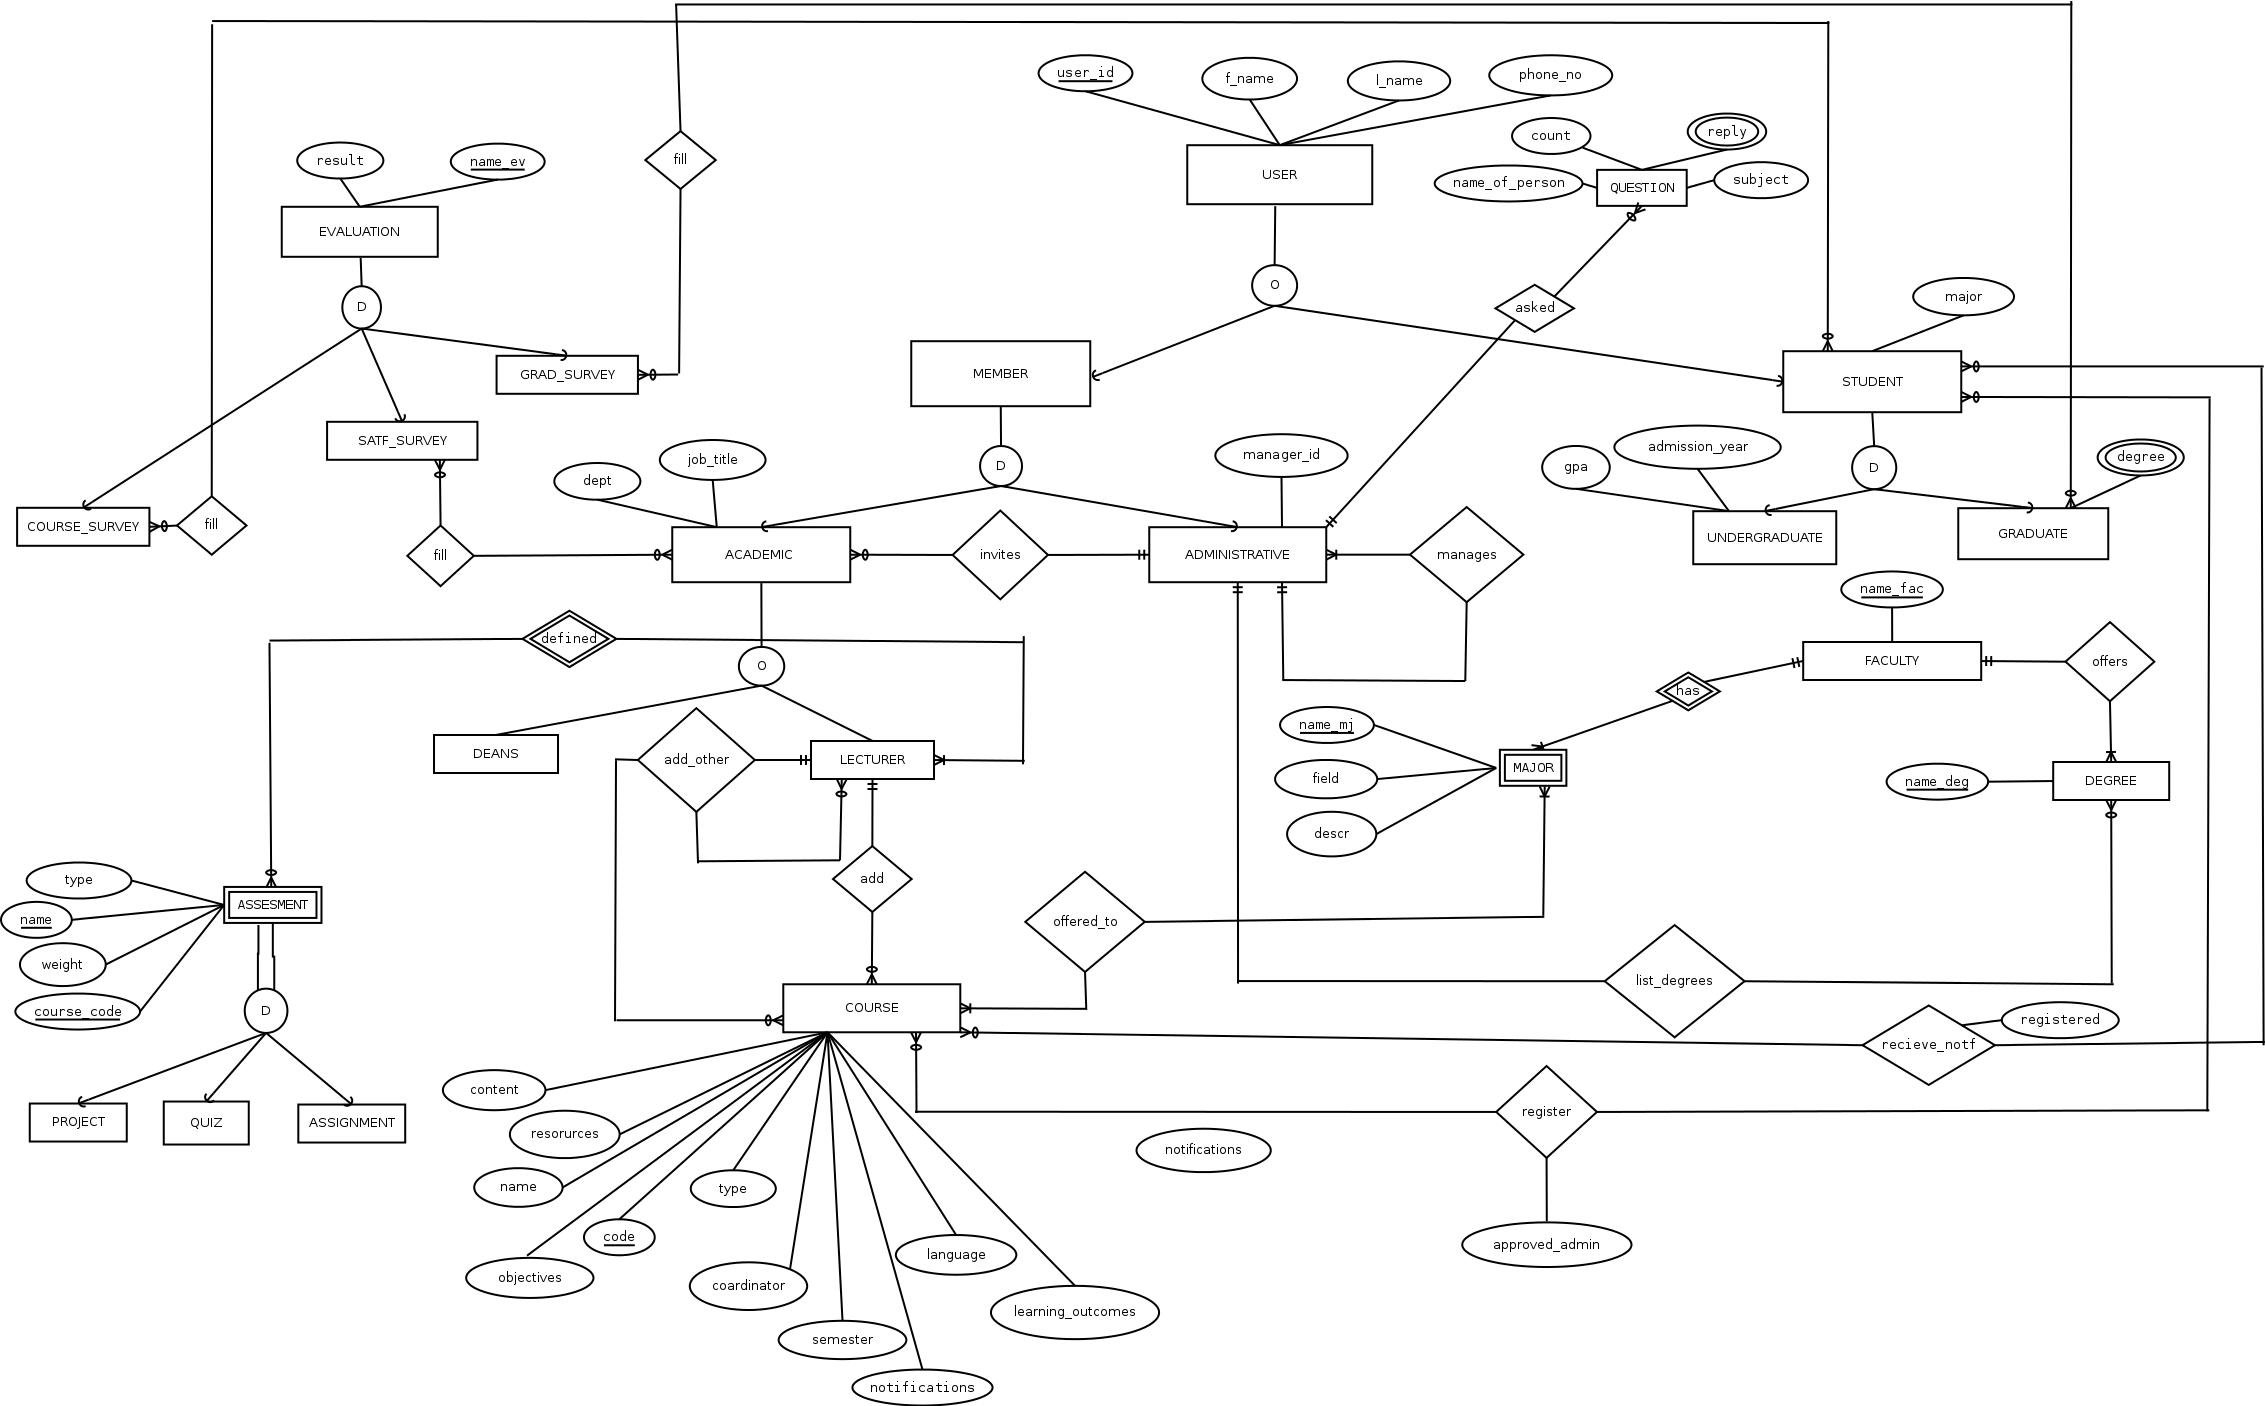 user_id
f_name
l_name
phone_no
count
reply
result
name_ev
fill
USER
name_of_person
QUESTION
subject
EVALUATION
O
D
asked
major
GRAD_SURVEY
MEMBER
STUDENT
SATF_SURVEY
job_title
dept
D
manager_id
gpa
admission_year
D
degree
COURSE_SURVEY
fill
fill
ACADEMIC
invites
ADMINISTRATIVE
manages
UNDERGRADUATE
GRADUATE
name_fac
defined
O
FACULTY
offers
has
name_mj
DEANS
add_other
LECTURER
MAJOR
field
name_deg
DEGREE
descr
type
add
ASSESMENT
name
offered_to
weight
list_degrees
course_code
D
COURSE
registered
recieve_notf
content
PROJECT
QUIZ
ASSIGNMENT
resorurces
register
notifications
name
type
code
objectives
language
approved_admin
coardinator
learning_outcomes
semester
notifications